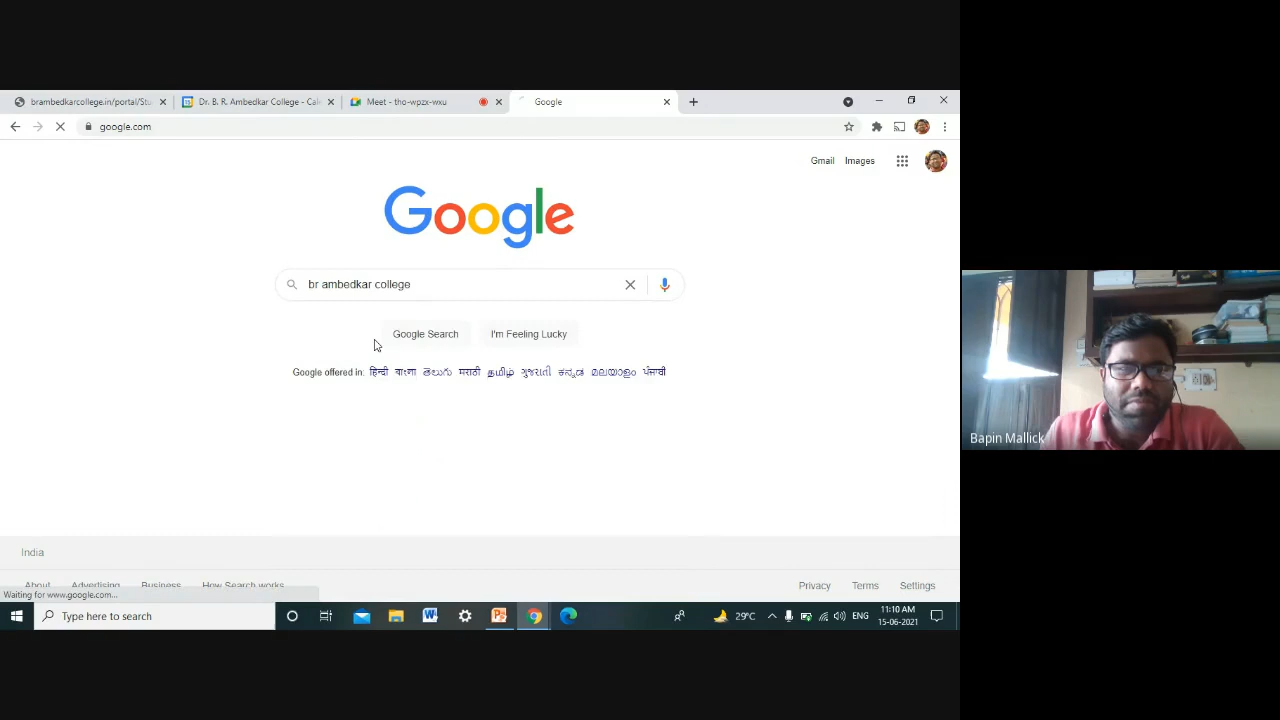 brambedkarcollege.in/portal/Stu
Dr. B. R. Ambedkar College - Cal
Meet - tho-wpzx-wxu
Google
google.com
Gmail
Images
Google
br ambedkar college
Google Search
I'm Feeling Lucky
Google offered in: हिन्दी বাংলা తెలుగు मराठी தமிழ் ગુજરાતી ಕನ್ನಡ മലയാളം ਪੰਜਾਬੀ
Bapin Mallick
India
About
Advertising
Business
How Search works
Privacy
Terms
Settings
Waiting for www.google.com...
Type here to search
29°C
ENG
11:10 AM
15-06-2021